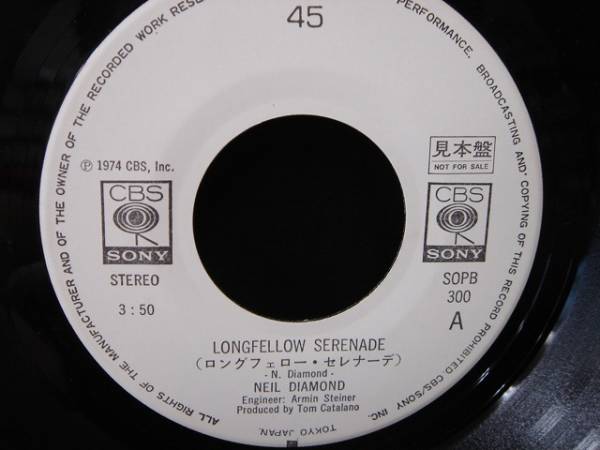 45
ALL RIGHTS OF THE MANUFACTURER AND OF THE OWNER OF THE RECORDED WORK RESE
PERFORMANCE, BROADCASTING AND COPYING OF THIS RECORD PROHIBITED CBS/SONY INC.
TOKYO JAPAN.
℗ 1974 CBS, Inc.
見本盤
NOT FOR SALE
CBS
SONY
CBS
SONY
STEREO
3:50
SOPB
300
A
LONGFELLOW SERENADE
(ロングフェロー・セレナーデ)
- N. Diamond -
NEIL DIAMOND
Engineer: Armin Steiner
Produced by Tom Catalano